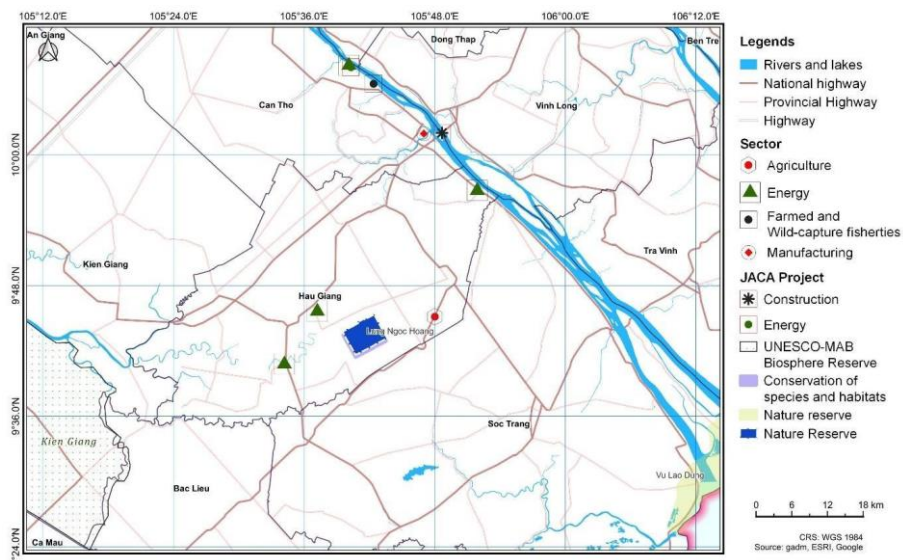 105°12.0'E 105°24.0'E 105°36.0'E 105°48.0'E 106°00.0'E 106°12.0'E
An Giang
Dong Thap
Ben Tre
Can Tho
Vinh Long
10°00.0'N
Kien Giang
Tra Vinh
9°48.0'N
Hau Giang
Lung Ngoc Hoang
9°36.0'N
Soc Trang
Kien Giang
Vu Lao Dung
Bac Lieu
Ca Mau
9°24.0'N
Legends
Rivers and lakes
National highway
Provincial Highway
Highway
Sector
Agriculture
Energy
Farmed and
Wild-capture fisheries
Manufacturing
JACA Project
Construction
Energy
UNESCO-MAB
Biosphere Reserve
Conservation of
species and habitats
Nature reserve
Nature Reserve
0 6 12 18 km
CRS: WGS 1984
Source: gadm, ESRI, Google